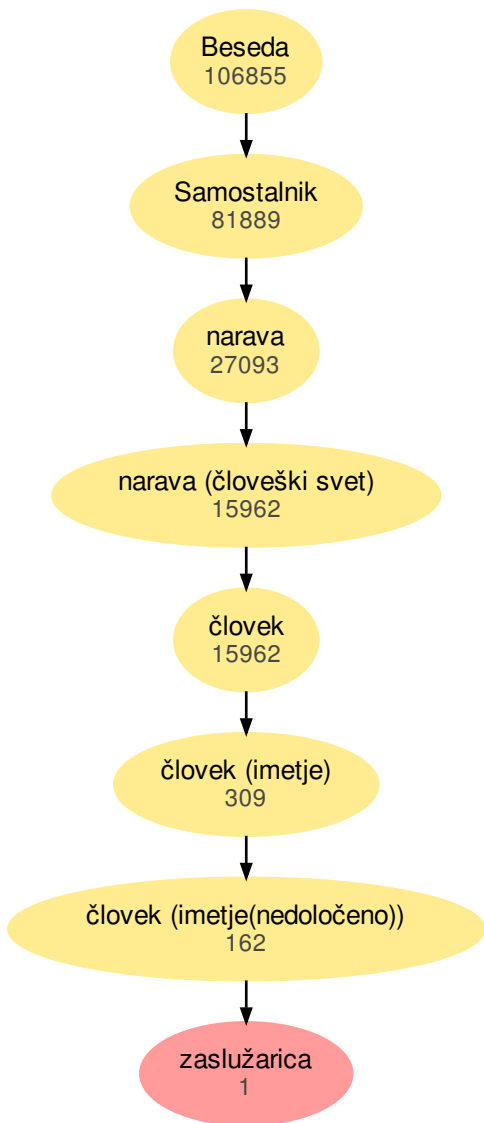 Beseda
106855
Samostalnik
81889
narava
27093
narava (človeški svet)
15962
človek
15962
človek (imetje)
309
človek (imetje(nedoločeno))
162
zaslužarica
1